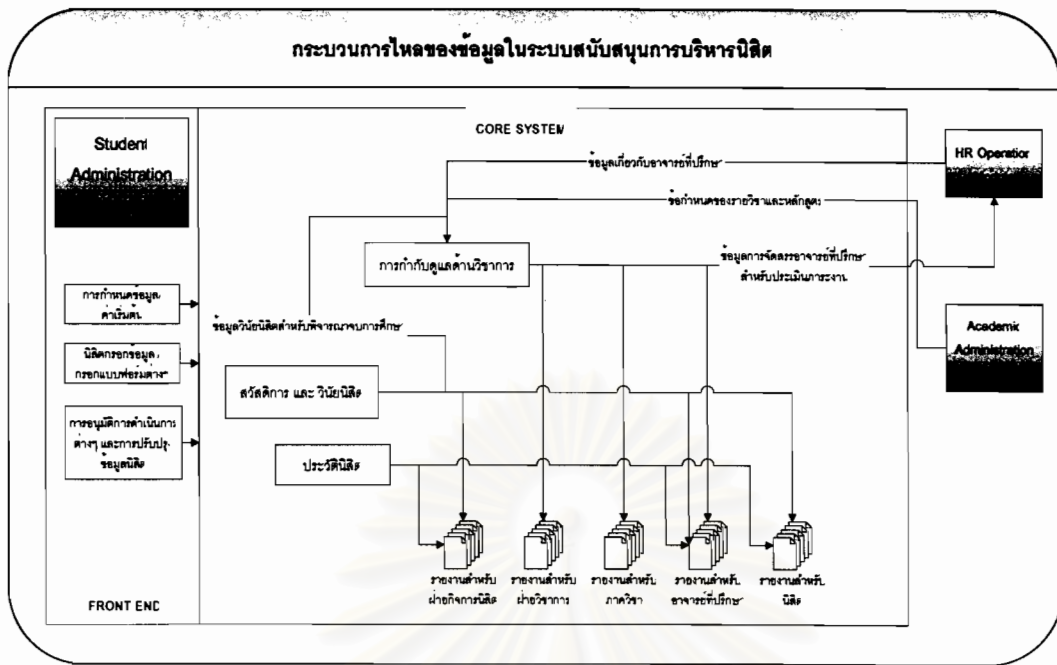 กระบวนการไหลของข้อมูลในระบบสนับสนุนการบริหารนิสิต
CORE SYSTEM
Student
Administration
HR Operation
ข้อมูลเกี่ยวกับอาจารย์ที่ปรึกษา
ข้อกำหนดของรายวิชาและหลักสูตร
การกำกับดูแลด้านวิชาการ
ข้อมูลการจัดสรรอาจารย์ที่ปรึกษา
สำหรับประเมินภาระงาน
การกำหนดข้อมูล
ค่าเริ่มต้น
ข้อมูลวินัยนิสิตสำหรับพิจารณาจบการศึกษา
Academic
Administration
นิสิตกรอกข้อมูล
กรอกแบบฟอร์มต่างๆ
สวัสดิการ และ วินัยนิสิต
การอนุมัติการดำเนินการ
ต่างๆ และการปรับปรุง
ข้อมูลนิสิต
ประวัตินิสิต
รายงานสำหรับ
ฝ่ายกิจการนิสิต
รายงานสำหรับ
ฝ่ายวิชาการ
รายงานสำหรับ
ภาควิชา
รายงานสำหรับ
อาจารย์ที่ปรึกษา
รายงานสำหรับ
นิสิต
FRONT END